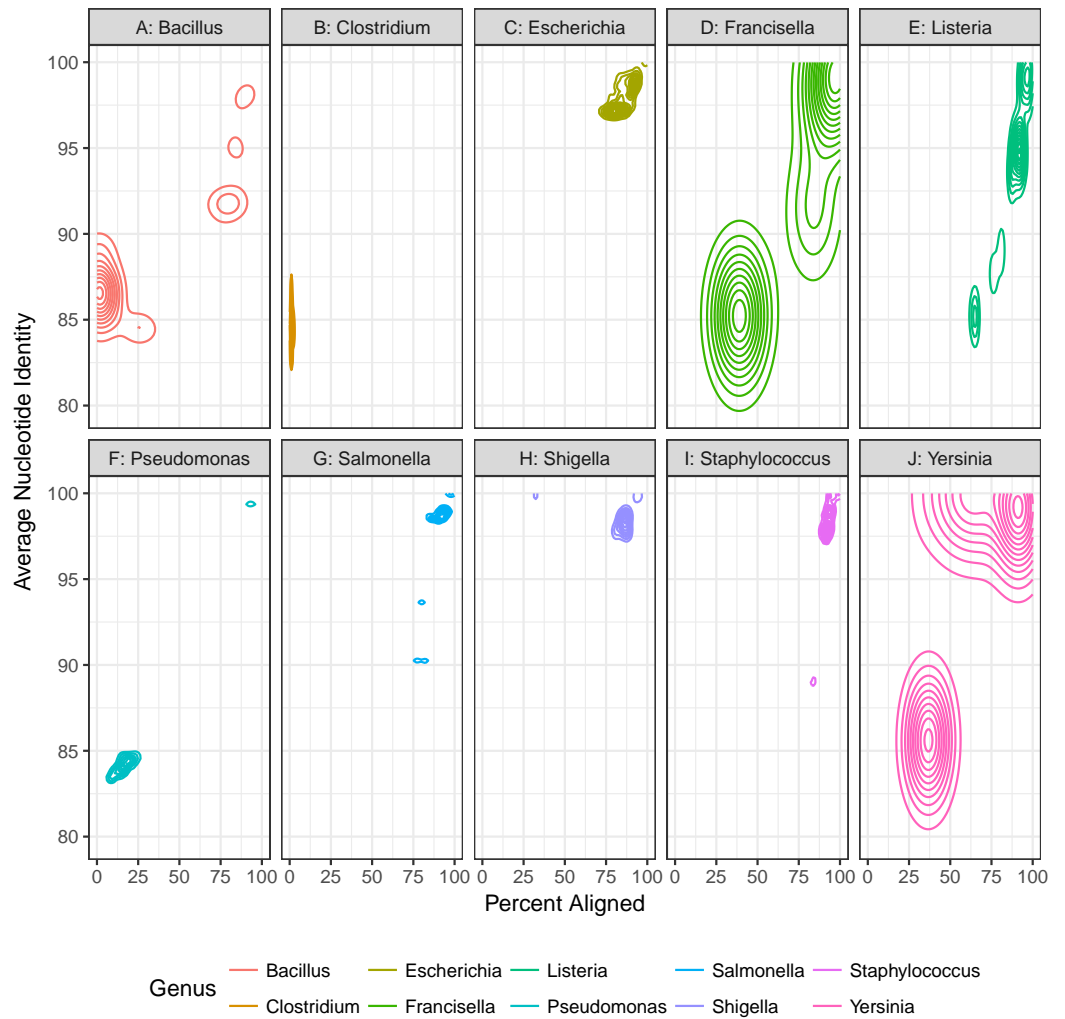 A: Bacillus
B: Clostridium
C: Escherichia
D: Francisella
E: Listeria
100
95
90
85
80
F: Pseudomonas
G: Salmonella
H: Shigella
I: Staphylococcus
J: Yersinia
100
95
90
85
80
0 25 50 75 100 0 25 50 75 100 0 25 50 75 100 0 25 50 75 100 0 25 50 75 100
Average Nucleotide Identity
Percent Aligned
Genus
Bacillus Escherichia Listeria Salmonella Staphylococcus
Clostridium Francisella Pseudomonas Shigella Yersinia